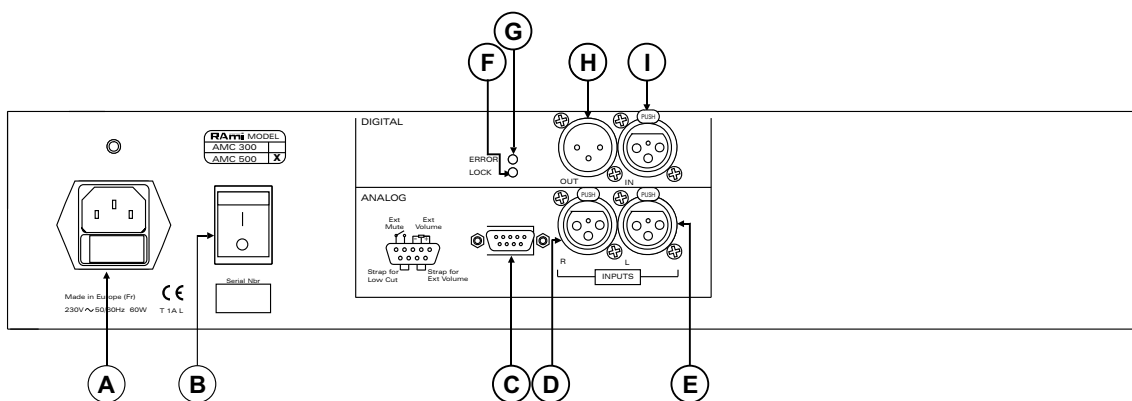 G
F
H
I
DIGITAL
PUSH
RAmi MODEL
AMC 300
AMC 500 X
ERROR
LOCK
OUT
IN
ANALOG
PUSH
PUSH
Ext
Mute
Ext
Volume
Strap for
Low Cut
Strap for
Ext Volume
R
L
INPUTS
Serial Nbr
Made in Europe (Fr)
CE
230V ~ 50/60Hz 60W
T 1A L
A
B
C
D
E